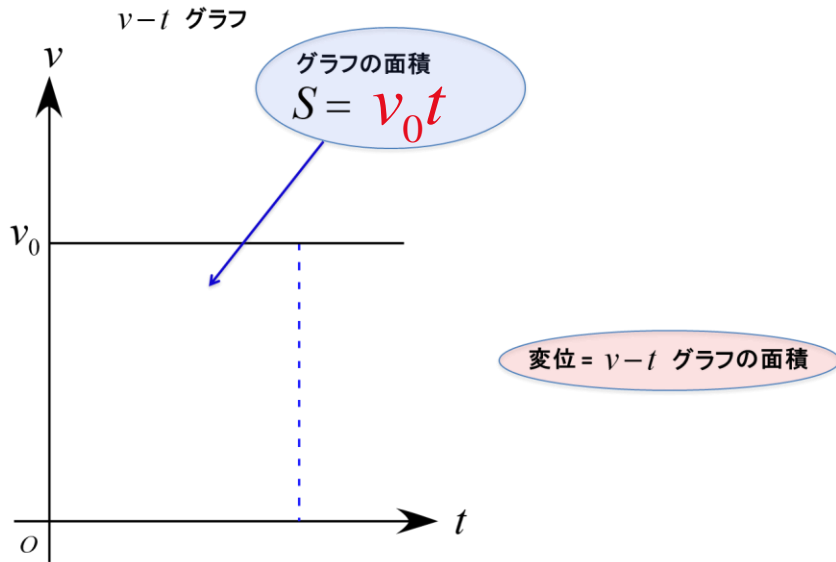 v−t グラフ
グラフの面積
S = v₀t
v
v₀
変位 = v−t グラフの面積
t
O